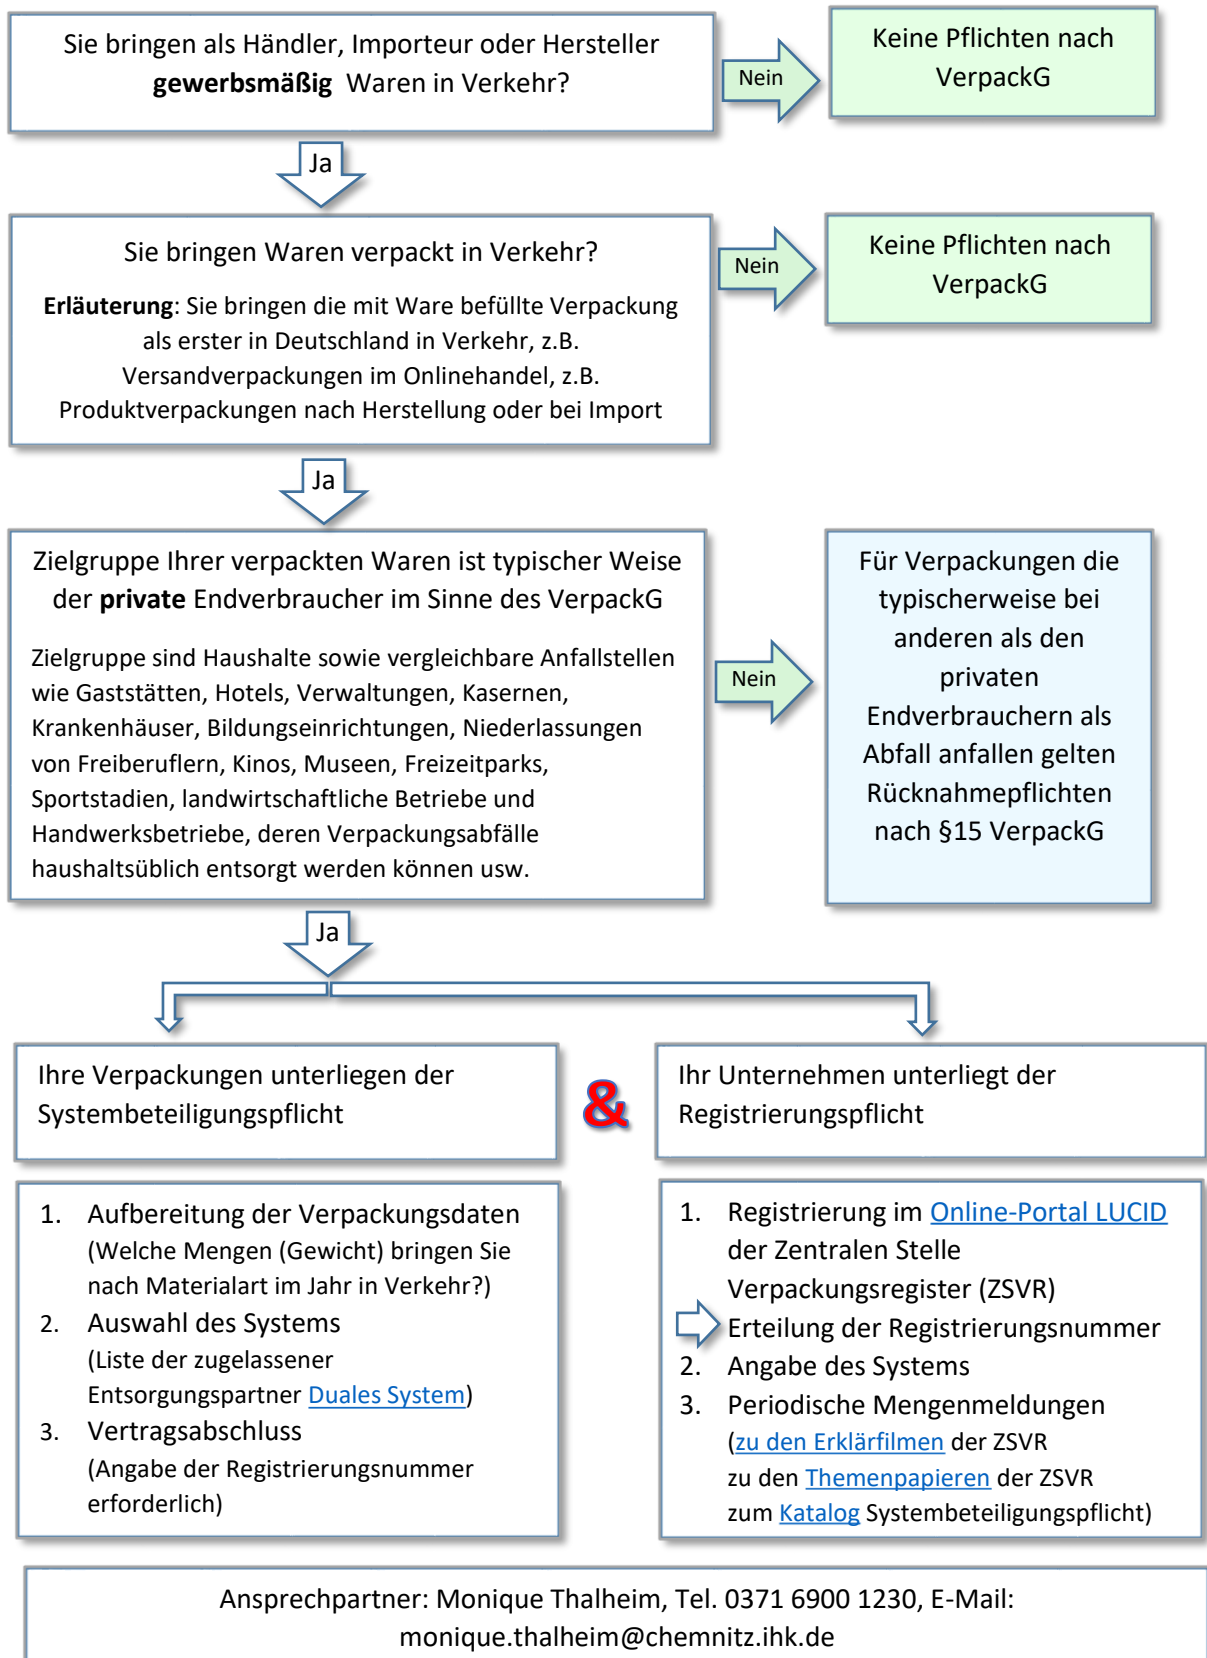 Sie bringen als Händler, Importeur oder Hersteller
gewerbsmäßig Waren in Verkehr?
Nein
Keine Pflichten nach
VerpackG
Ja
Sie bringen Waren verpackt in Verkehr?
Erläuterung: Sie bringen die mit Ware befüllte Verpackung
als erster in Deutschland in Verkehr, z.B.
Versandverpackungen im Onlinehandel, z.B.
Produktverpackungen nach Herstellung oder bei Import
Nein
Keine Pflichten nach
VerpackG
Ja
Zielgruppe Ihrer verpackten Waren ist typischer Weise
der private Endverbraucher im Sinne des VerpackG
Zielgruppe sind Haushalte sowie vergleichbare Anfallstellen
wie Gaststätten, Hotels, Verwaltungen, Kasernen,
Krankenhäuser, Bildungseinrichtungen, Niederlassungen
von Freiberuflern, Kinos, Museen, Freizeitparks,
Sportstadien, landwirtschaftliche Betriebe und
Handwerksbetriebe, deren Verpackungsabfälle
haushaltsüblich entsorgt werden können usw.
Nein
Für Verpackungen die
typischerweise bei
anderen als den
privaten
Endverbrauchern als
Abfall anfallen gelten
Rücknahmepflichten
nach §15 VerpackG
Ja
Ihre Verpackungen unterliegen der
Systembeteiligungspflicht
&
Ihr Unternehmen unterliegt der
Registrierungspflicht
1. Aufbereitung der Verpackungsdaten
(Welche Mengen (Gewicht) bringen Sie
nach Materialart im Jahr in Verkehr?)
2. Auswahl des Systems
(Liste der zugelassener
Entsorgungspartner Duales System)
3. Vertragsabschluss
(Angabe der Registrierungsnummer
erforderlich)
1. Registrierung im Online-Portal LUCID
der Zentralen Stelle
Verpackungsregister (ZSVR)
Erteilung der Registrierungsnummer
2. Angabe des Systems
3. Periodische Mengenmeldungen
(zu den Erklärfilmen der ZSVR
zu den Themenpapieren der ZSVR
zum Katalog Systembeteiligungspflicht)
Ansprechpartner: Monique Thalheim, Tel. 0371 6900 1230, E-Mail:
monique.thalheim@chemnitz.ihk.de